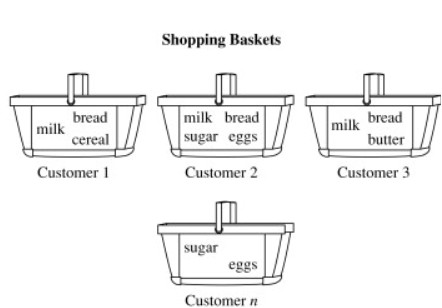 Shopping Baskets
milk bread
cereal
Customer 1
milk bread
sugar eggs
Customer 2
milk bread
butter
Customer 3
sugar
eggs
Customer n